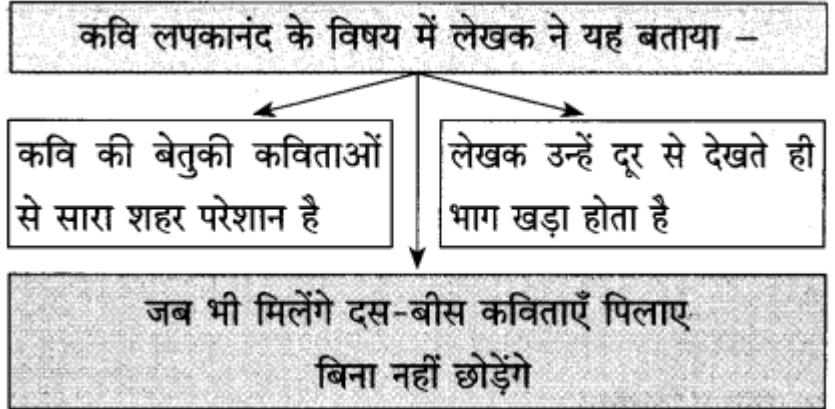 कवि लपकानंद के विषय में लेखक ने यह बताया –
कवि की बेतुकी कविताओं
से सारा शहर परेशान है
लेखक उन्हें दूर से देखते ही
भाग खड़ा होता है
जब भी मिलेंगे दस-बीस कविताएँ पिलाए
बिना नहीं छोड़ेंगे